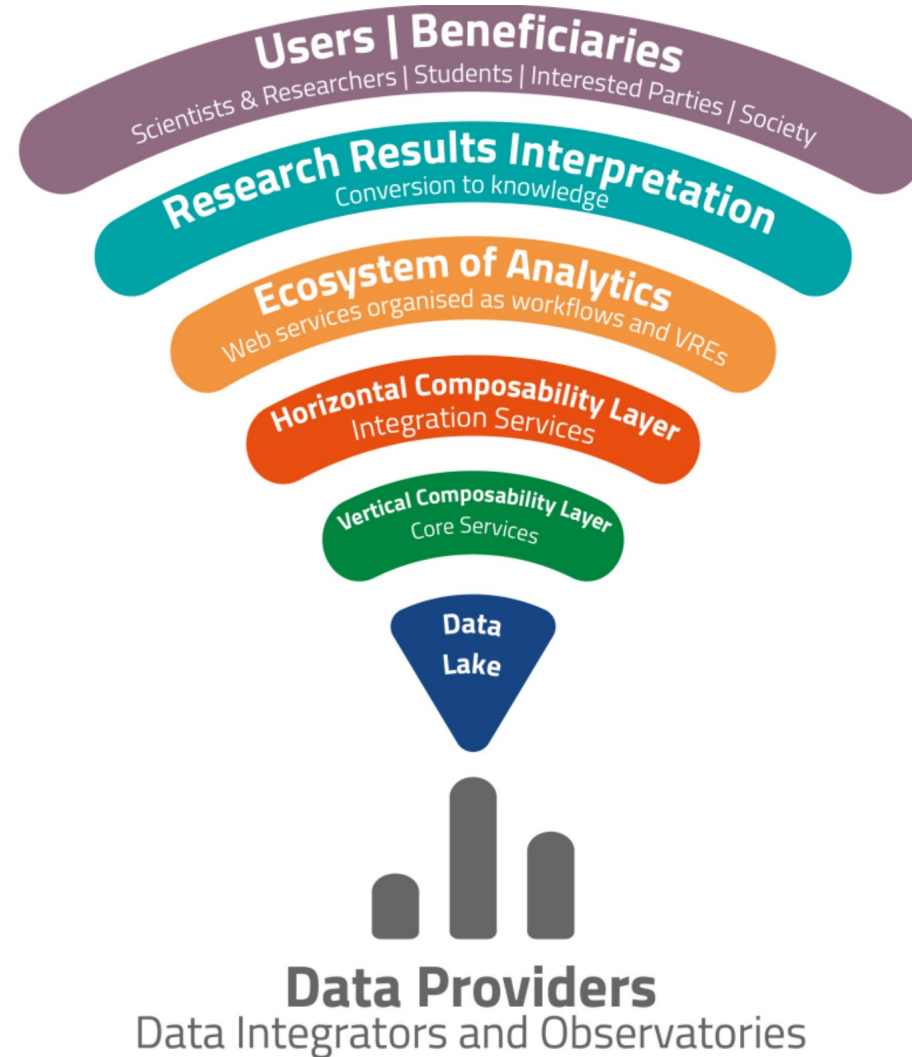 Users | Beneficiaries
Scientists & Researchers | Students | Interested Parties | Society
Research Results Interpretation
Conversion to knowledge
Ecosystem of Analytics
Web services organised as workflows and VREs
Horizontal Composability Layer
Integration Services
Vertical Composability Layer
Core Services
Data
Lake
Data Providers
Data Integrators and Observatories